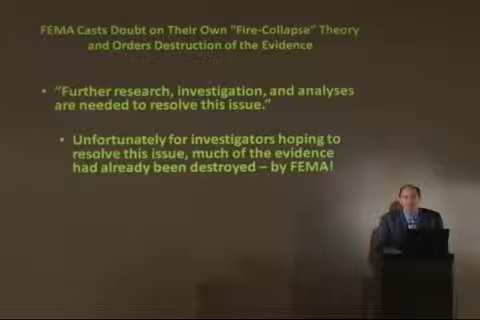 FEMA Casts Doubt on Their Own "Fire-Collapse" Theory
and Orders Destruction of the Evidence
• "Further research, investigation, and analyses
are needed to resolve this issue."
• Unfortunately for investigators hoping to
resolve this issue, much of the evidence
had already been destroyed – by FEMA!